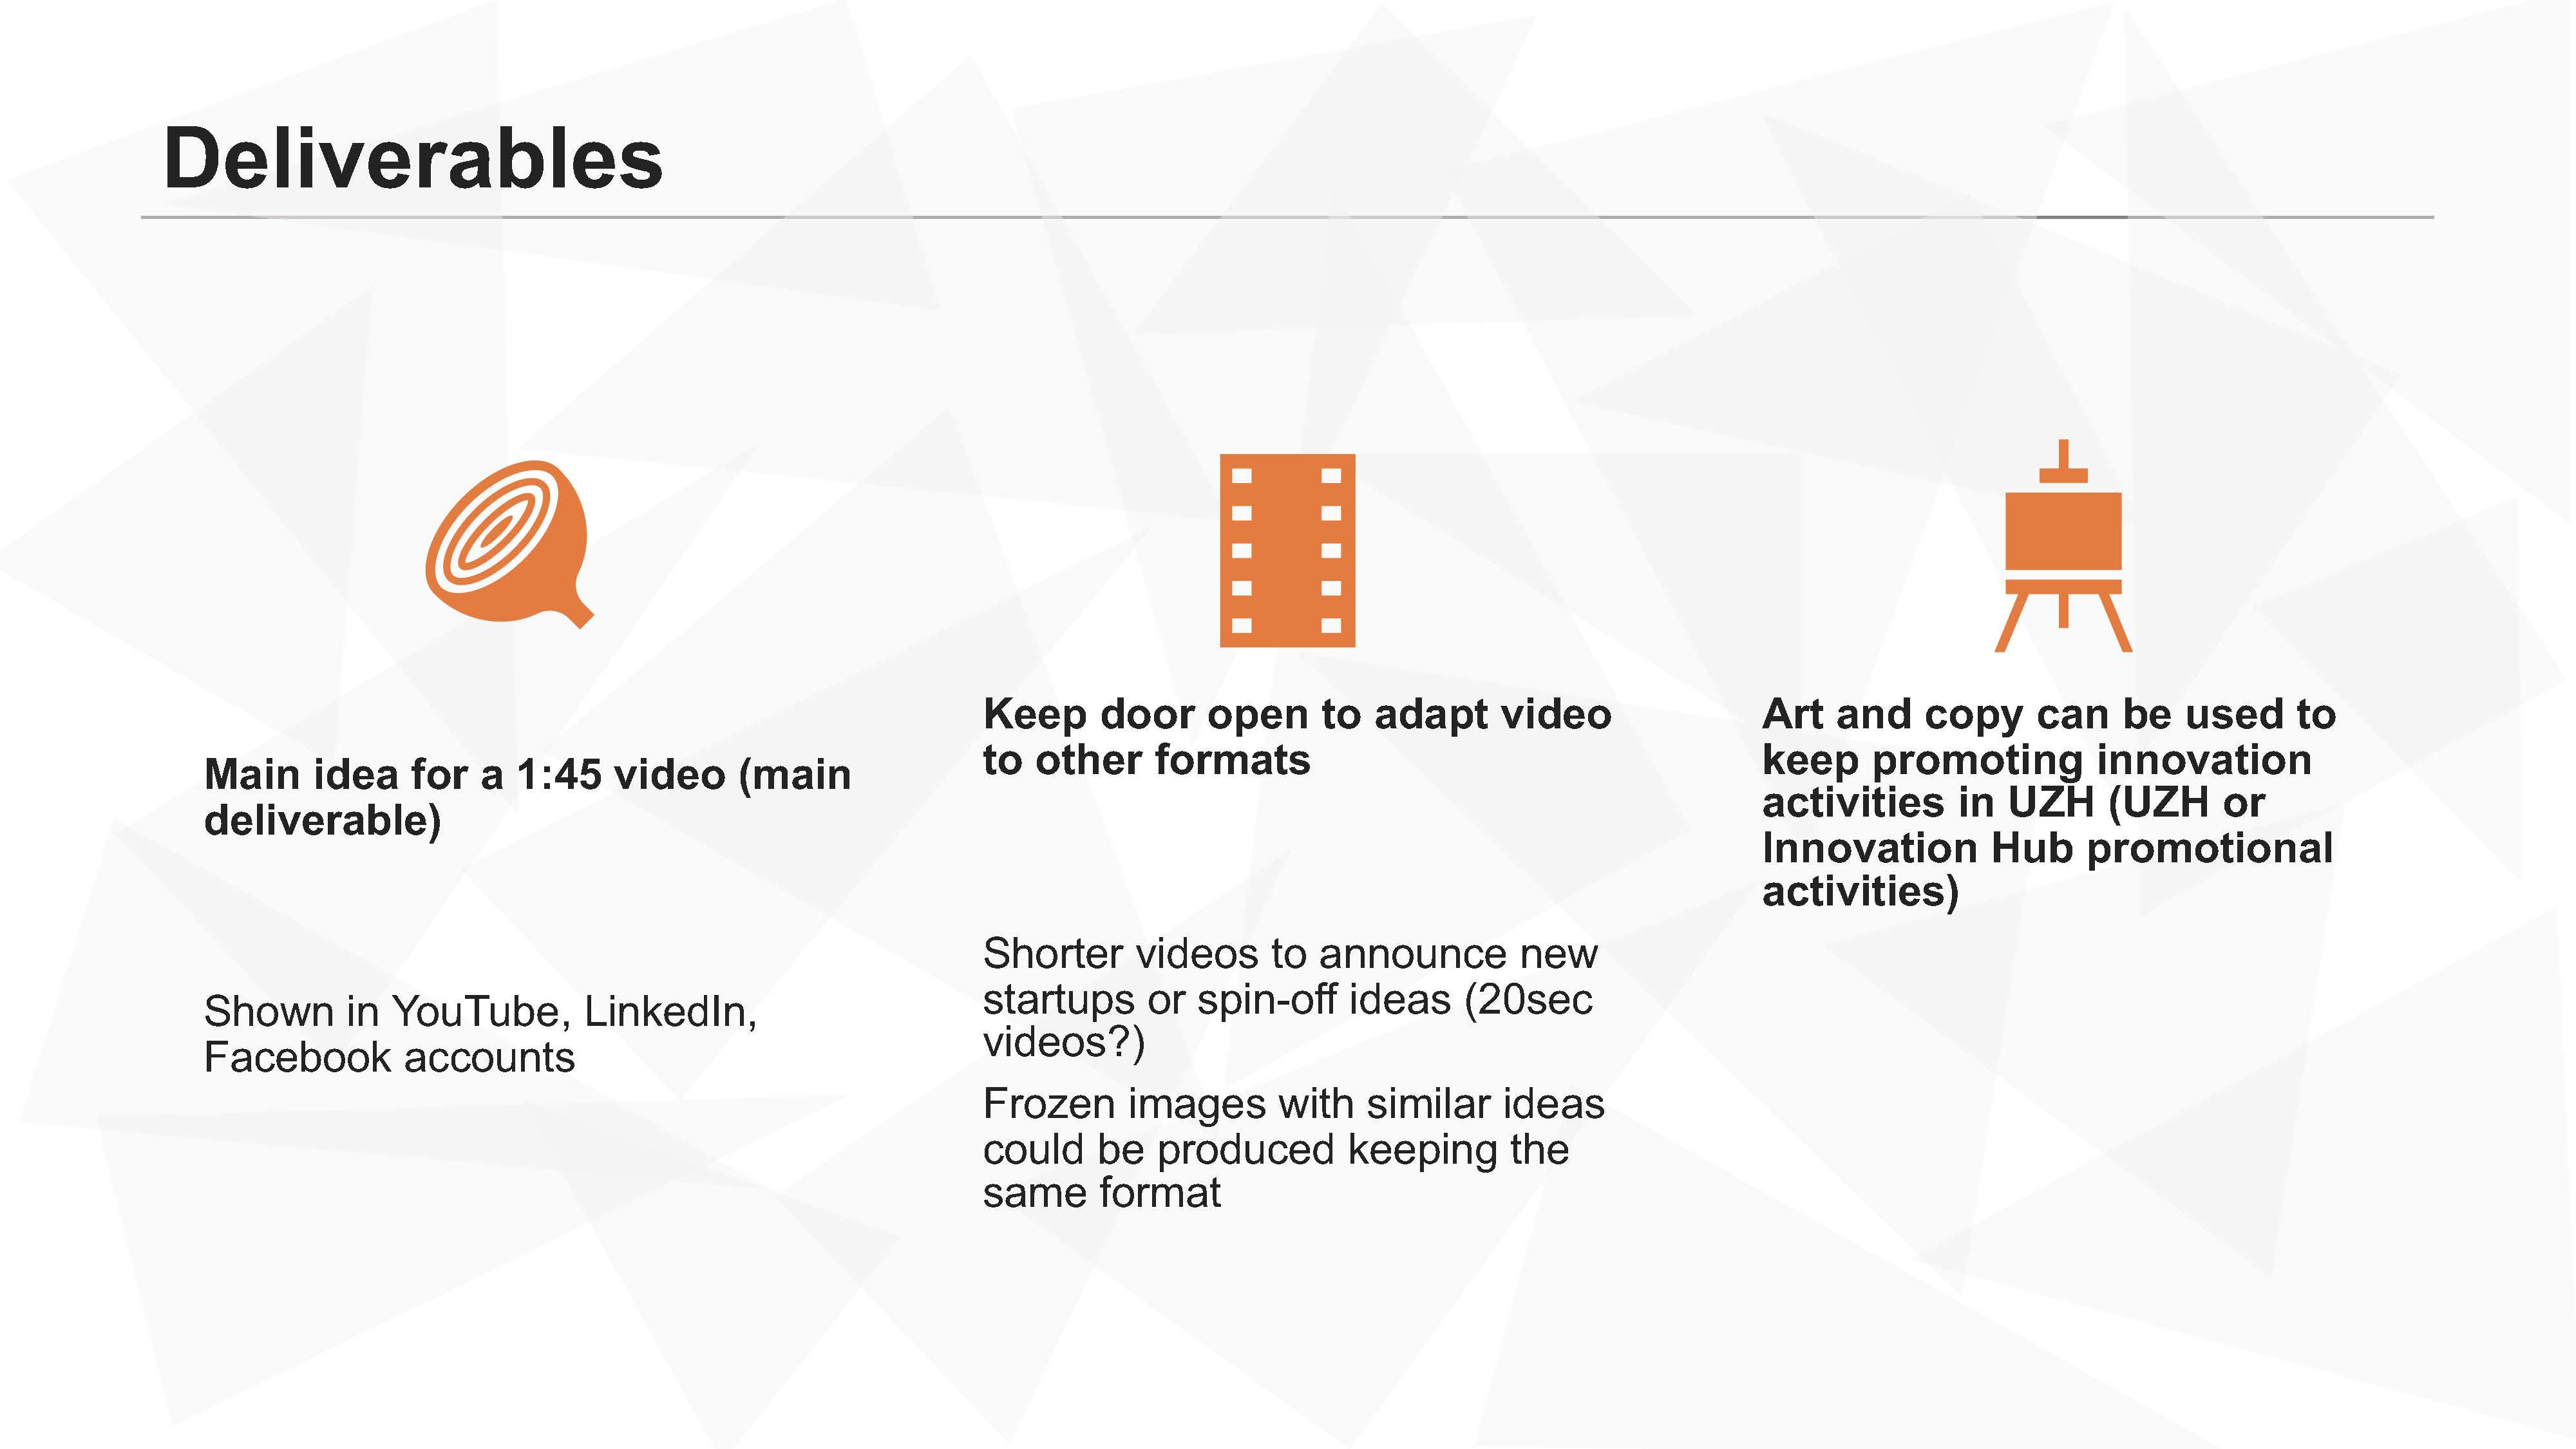 Deliverables
Main idea for a 1:45 video (main
deliverable)
Shown in YouTube, LinkedIn,
Facebook accounts
Keep door open to adapt video
to other formats
Shorter videos to announce new
startups or spin-off ideas (20sec
videos?)
Frozen images with similar ideas
could be produced keeping the
same format
Art and copy can be used to
keep promoting innovation
activities in UZH (UZH or
Innovation Hub promotional
activities)